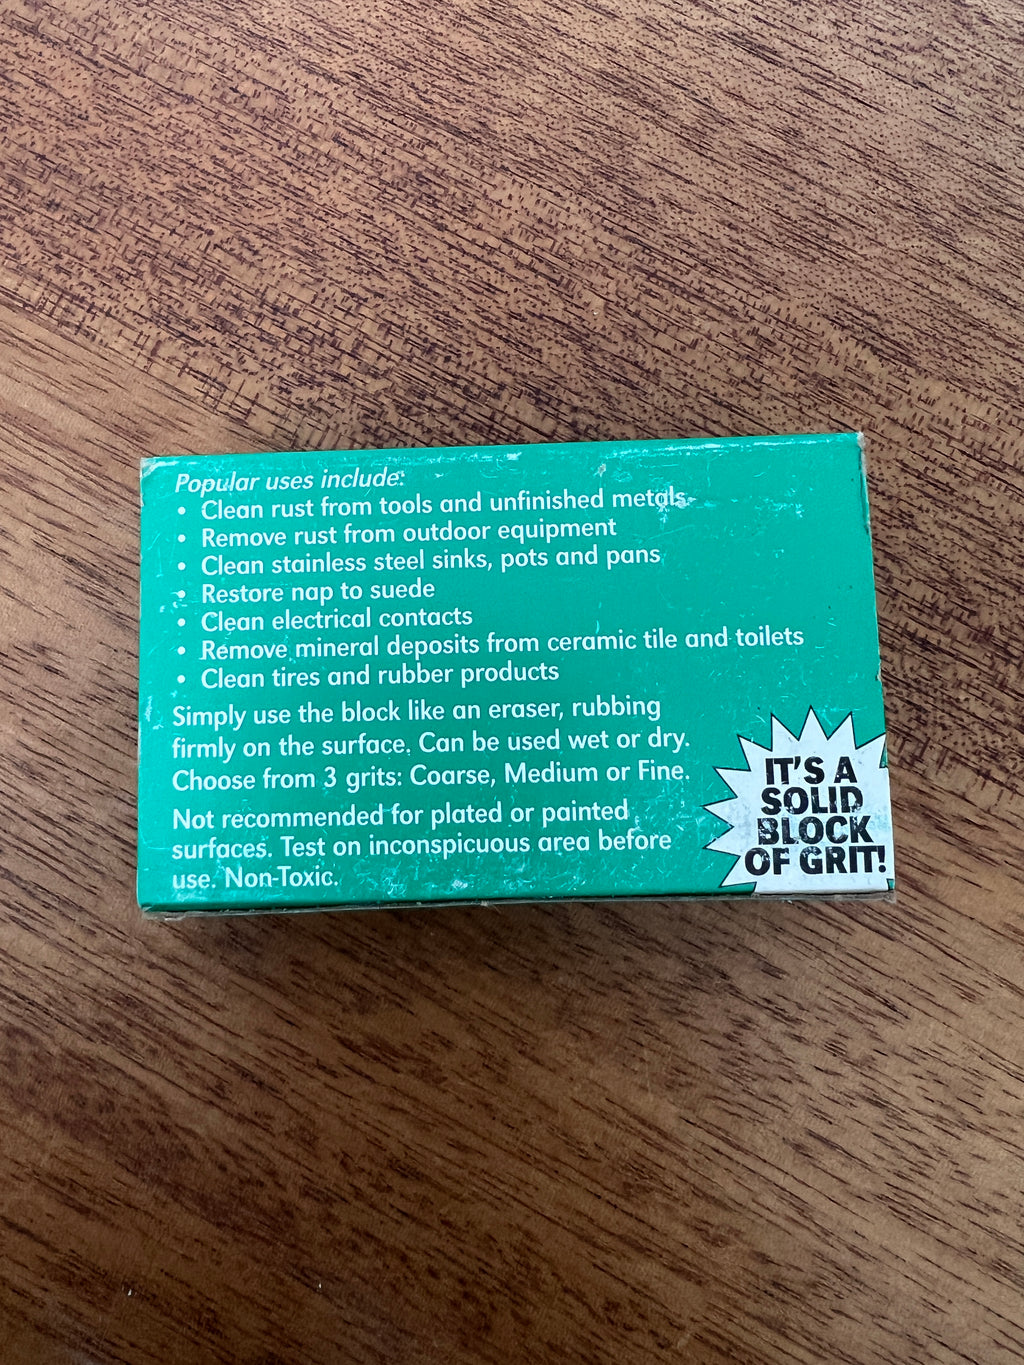 Popular uses include:
• Clean rust from tools and unfinished metals
• Remove rust from outdoor equipment
• Clean stainless steel sinks, pots and pans
• Restore nap to suede
• Clean electrical contacts
• Remove mineral deposits from ceramic tile and toilets
• Clean tires and rubber products
Simply use the block like an eraser, rubbing
firmly on the surface. Can be used wet or dry.
Choose from 3 grits: Coarse, Medium or Fine.
Not recommended for plated or painted
surfaces. Test on inconspicuous area before
use. Non-Toxic.
IT'S A
SOLID
BLOCK
OF GRIT!